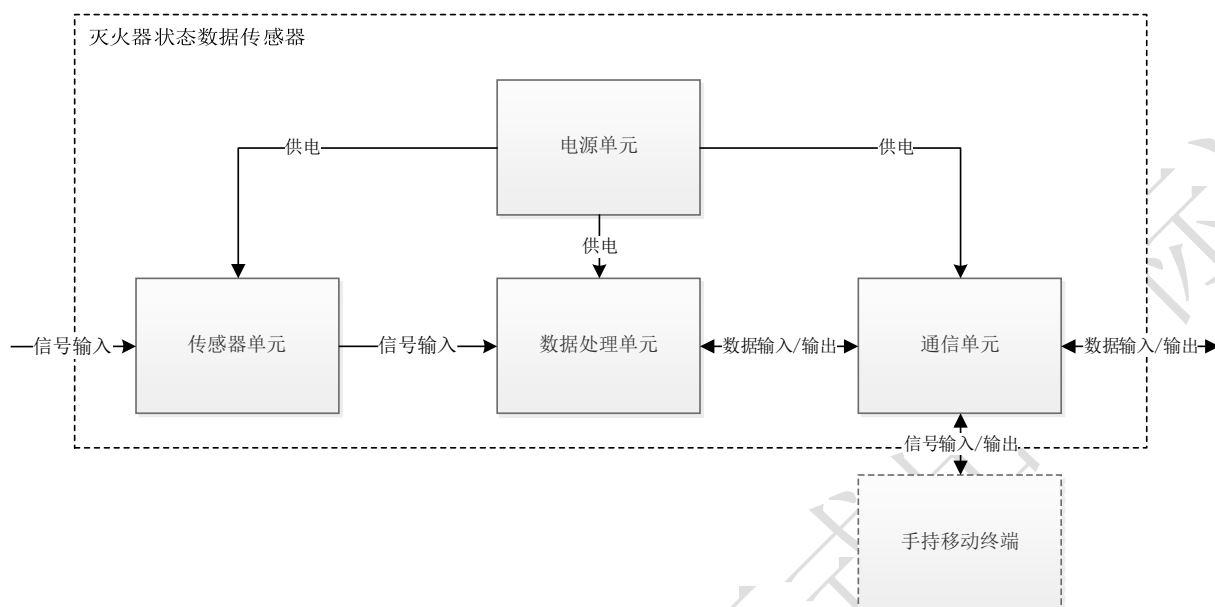 灭火器状态数据传感器
电源单元
供电
供电
供电
信号输入
传感器单元
信号输入
数据处理单元
数据输入/输出
通信单元
数据输入/输出
信号输入/输出
手持移动终端